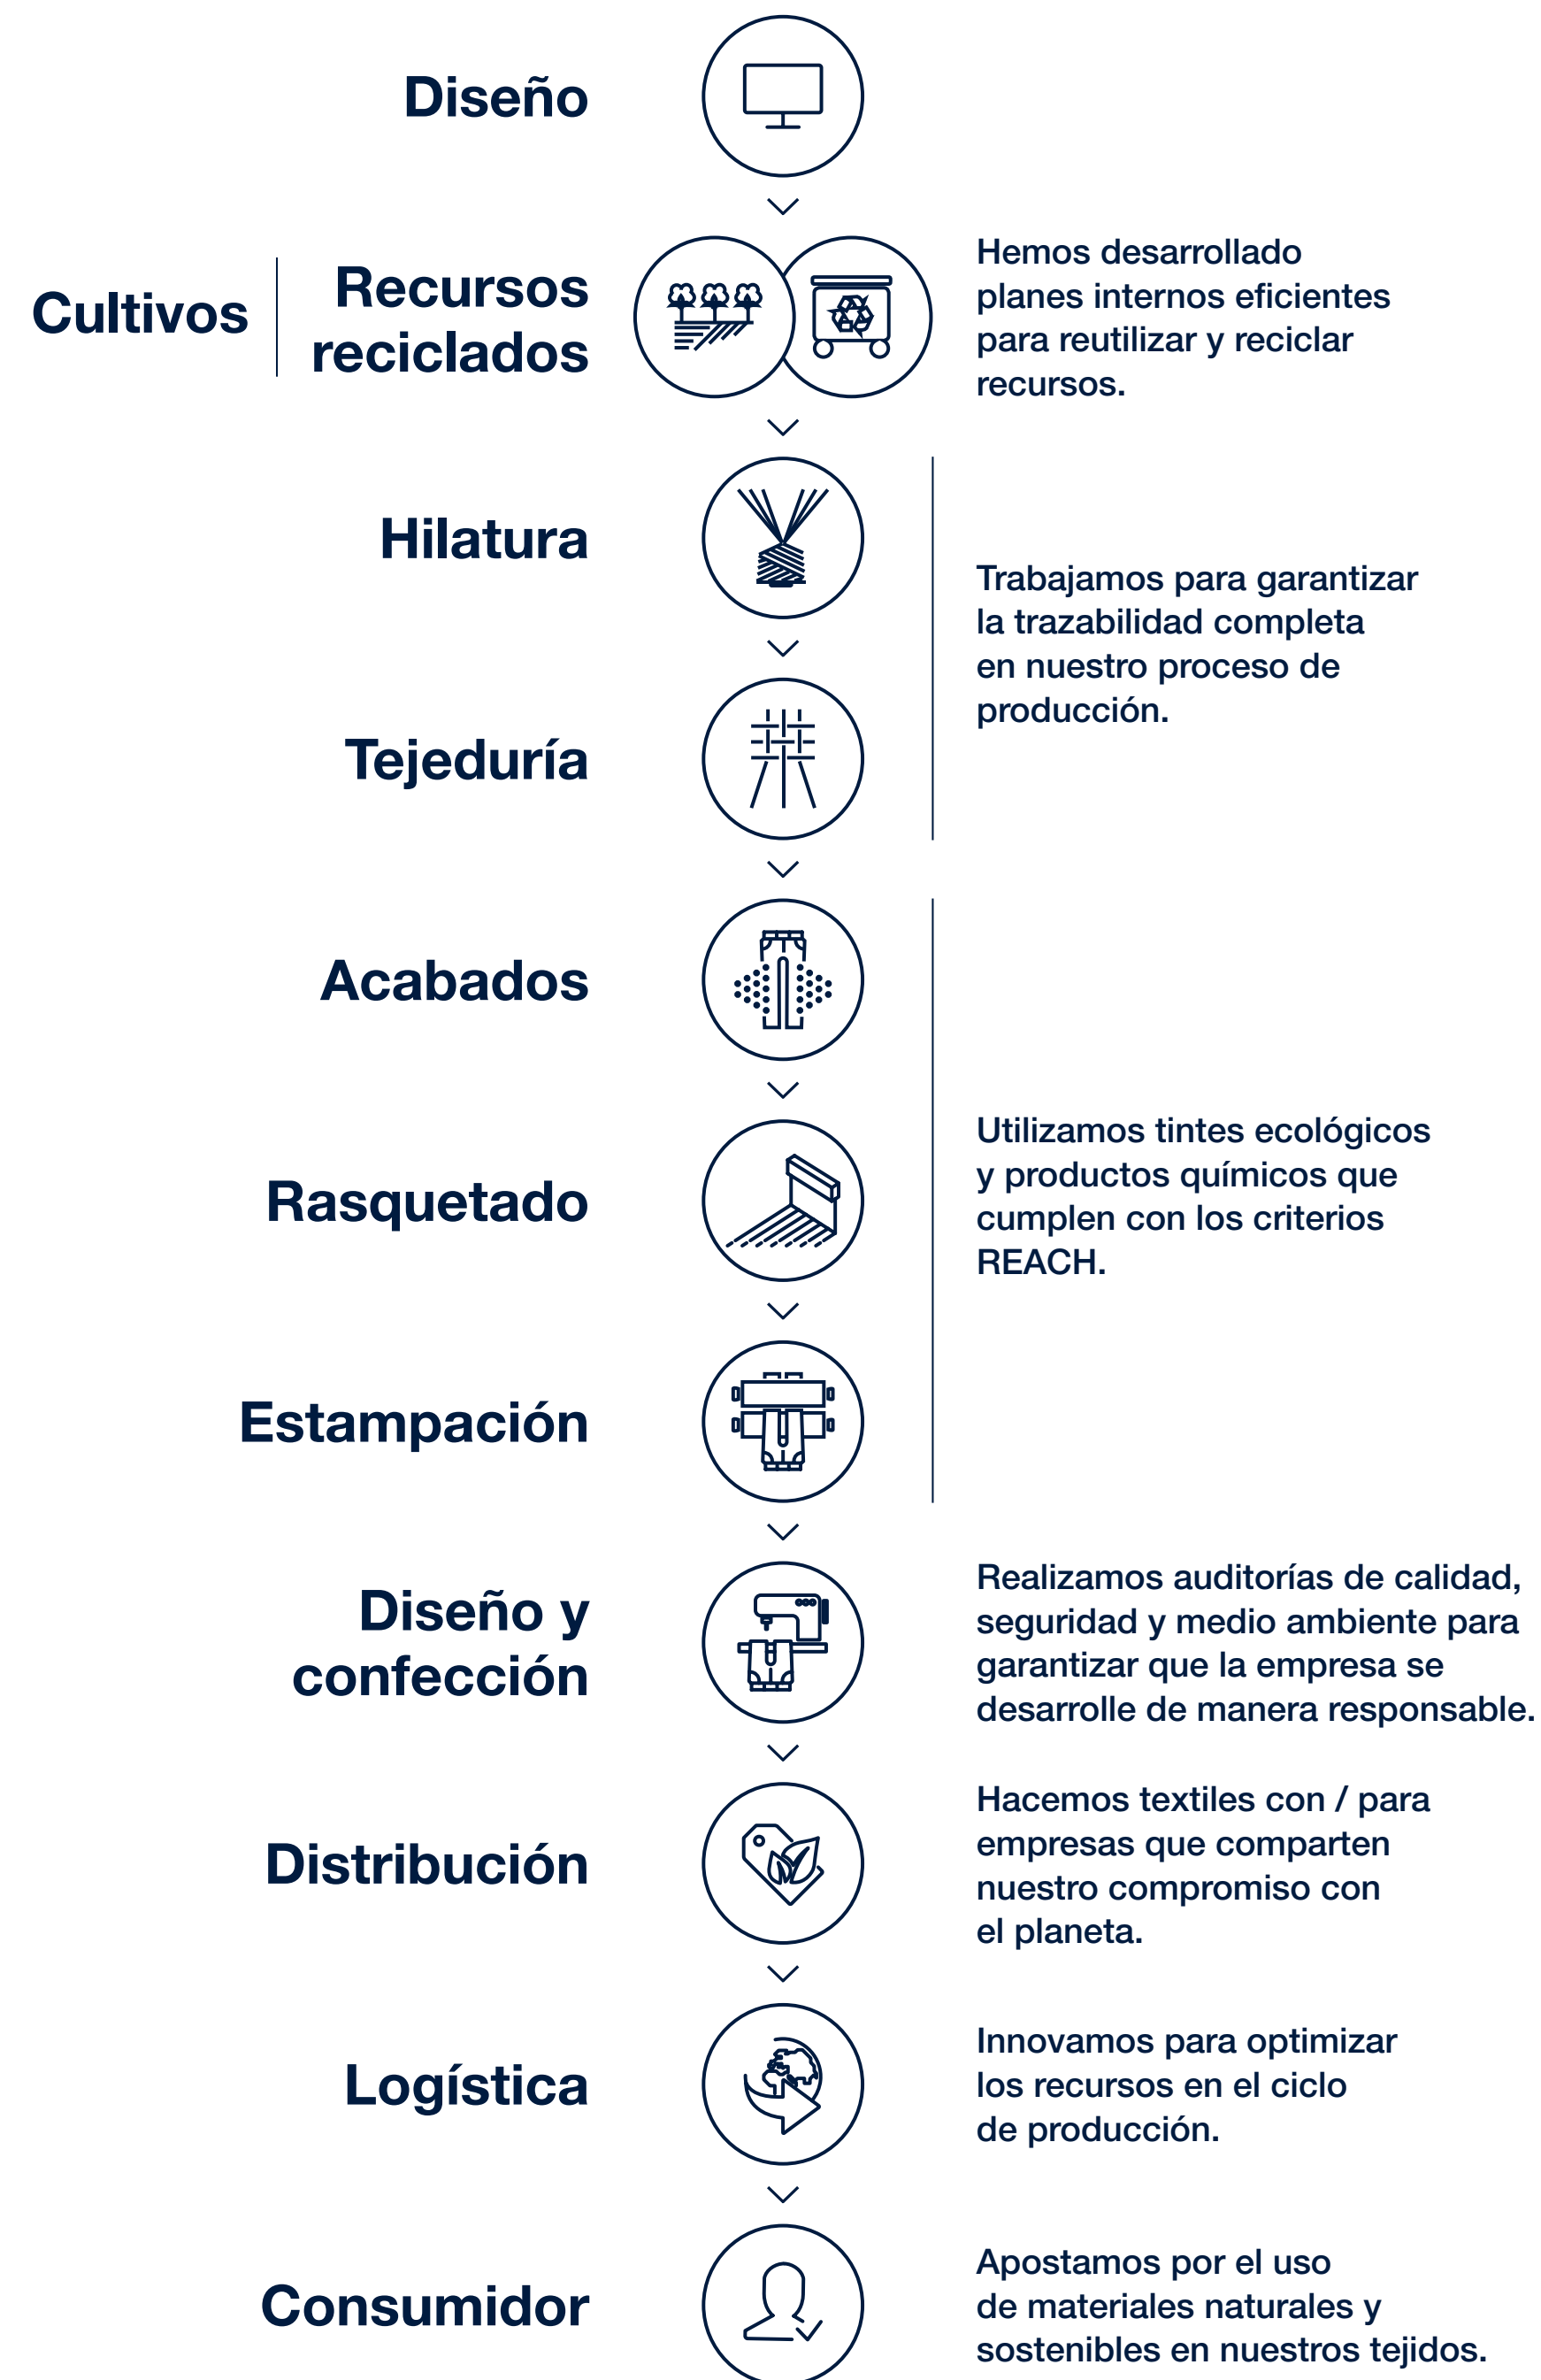 Diseño
Cultivos
Recursos
reciclados
Hemos desarrollado
planes internos eficientes
para reutilizar y reciclar
recursos.
Hilatura
Tejeduría
Trabajamos para garantizar
la trazabilidad completa
en nuestro proceso de
producción.
Acabados
Rasquetado
Estampación
Utilizamos tintes ecológicos
y productos químicos que
cumplen con los criterios
REACH.
Diseño y
confección
Realizamos auditorías de calidad,
seguridad y medio ambiente para
garantizar que la empresa se
desarrolle de manera responsable.
Distribución
Hacemos textiles con / para
empresas que comparten
nuestro compromiso con
el planeta.
Logística
Innovamos para optimizar
los recursos en el ciclo
de producción.
Consumidor
Apostamos por el uso
de materiales naturales y
sostenibles en nuestros tejidos.